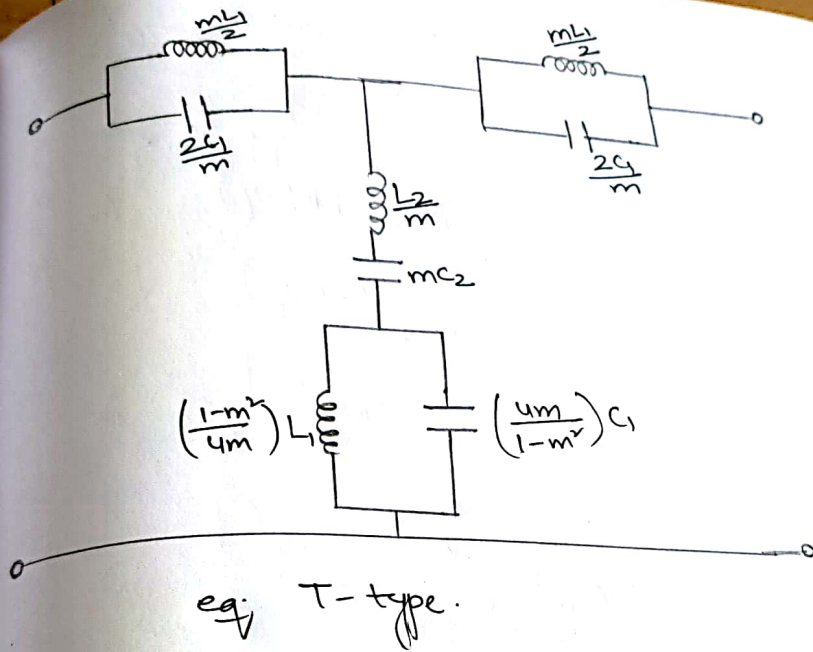 mL1/2
mL1/2
2C1/m
2C1/m
L2/m
mC2
(1-m²/4m) L1
(4m/1-m²) C1
eq; T-type.